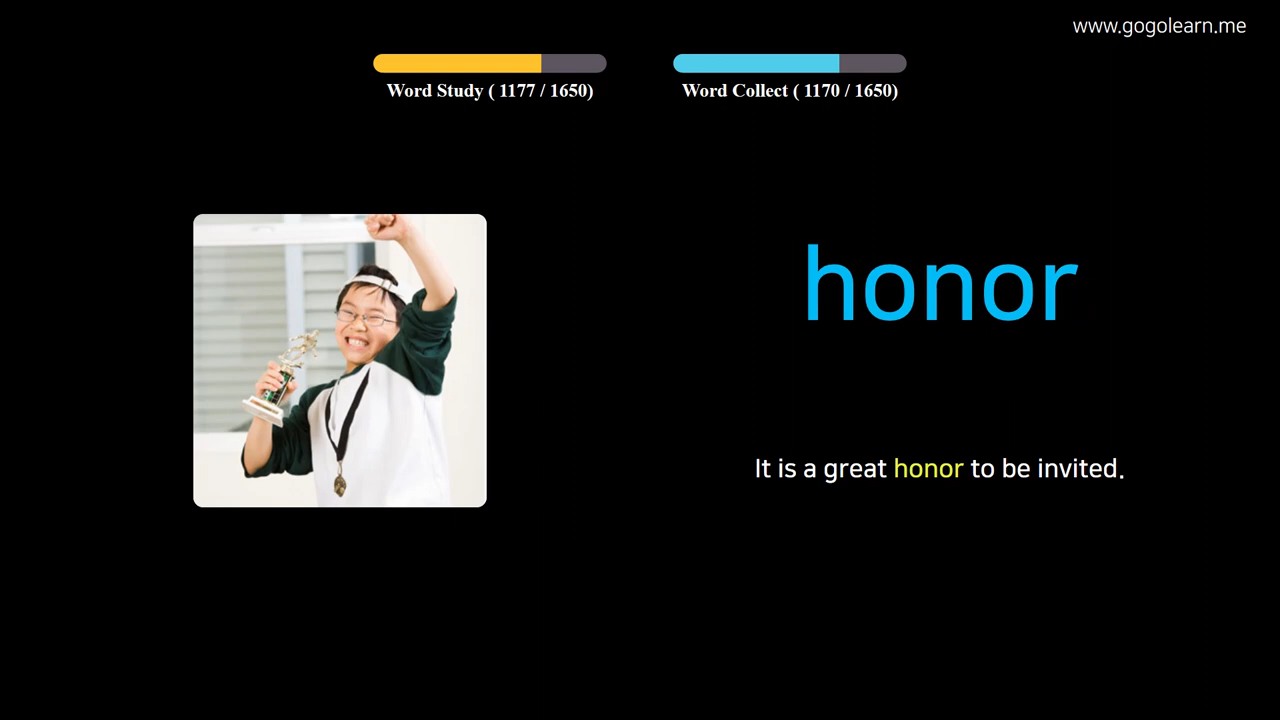 www.gogolearn.me
Word Study ( 1177 / 1650)
Word Collect ( 1170 / 1650)
honor
It is a great honor to be invited.